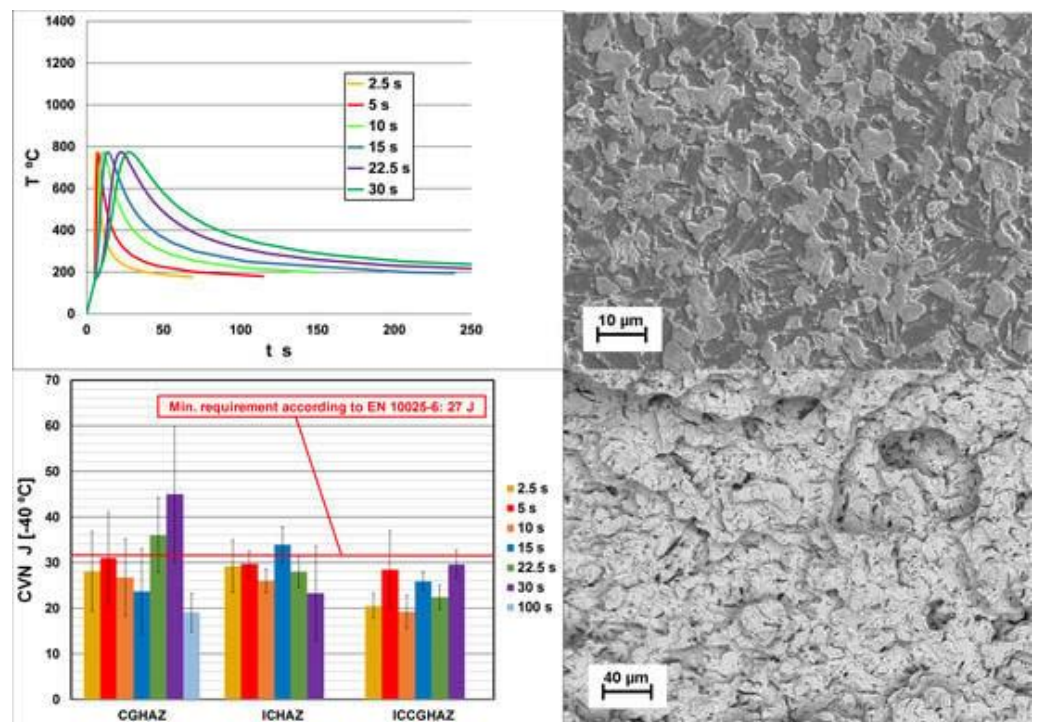 1400
1200
1000
800
600
400
200
0
T ºC
2.5 s
5 s
10 s
15 s
22.5 s
30 s
0
50
100
150
200
250
t s
10 µm
70
60
50
40
30
20
10
0
CVN J [-40 ºC]
Min. requirement according to EN 10025-6: 27 J
2.5 s
5 s
10 s
15 s
22.5 s
30 s
100 s
CGHAZ
ICHAZ
ICCGHAZ
40 µm